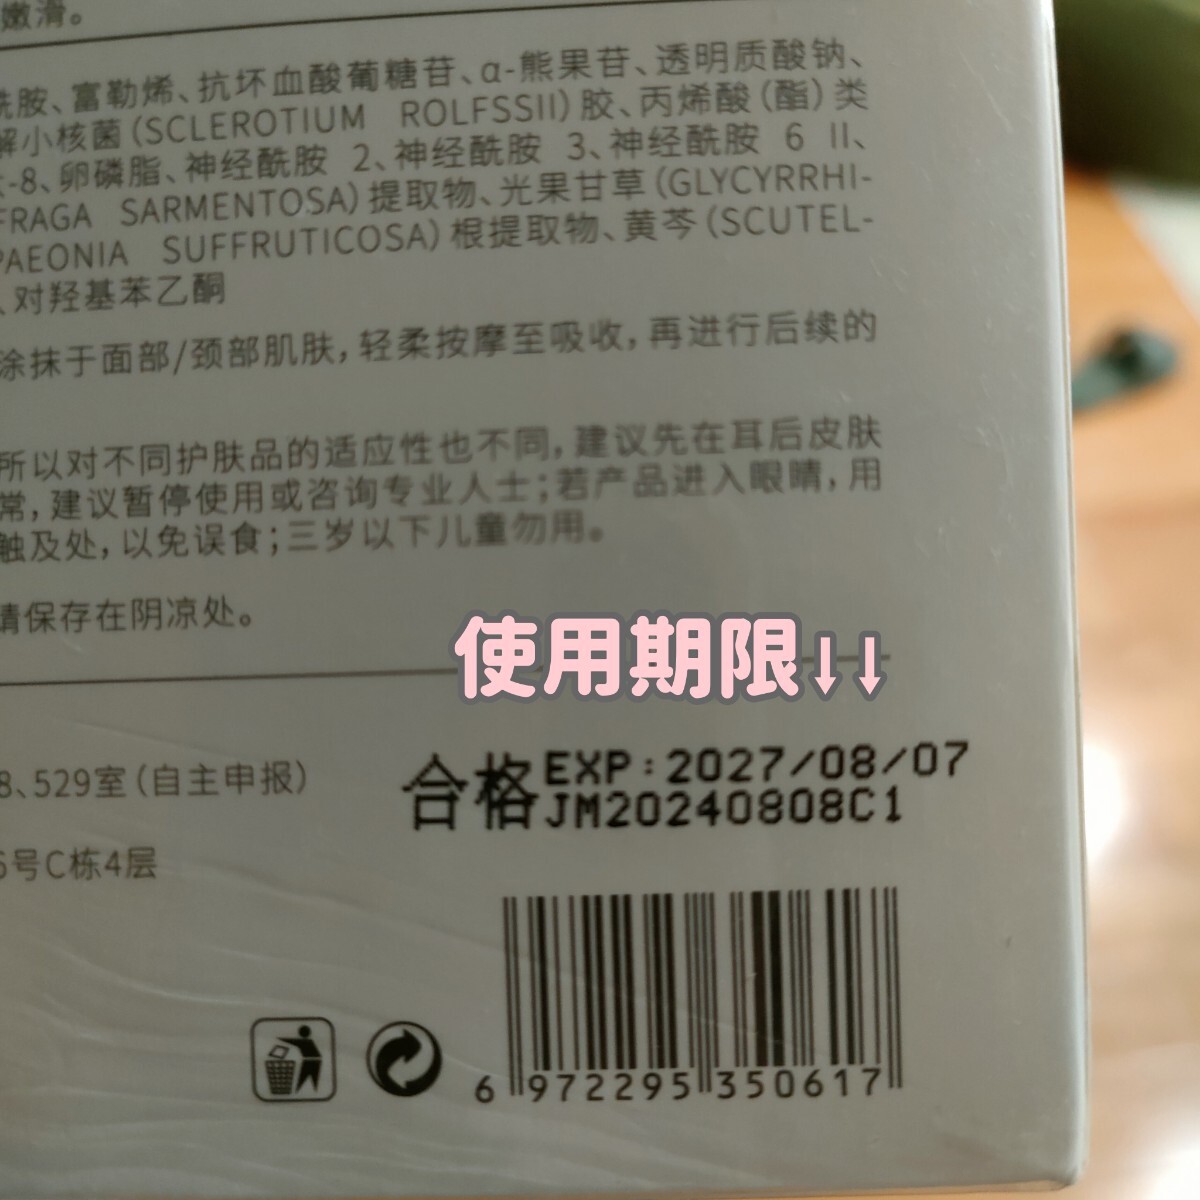 嫩滑。
酰胺、富勒烯、抗坏血酸葡糖苷、α-熊果苷、透明质酸钠、
解小核菌(SCLEROTIUM ROLFSSII)胶、丙烯酸(酯)类
-8、卵磷脂、神经酰胺 2、神经酰胺 3、神经酰胺 6 II、
FRAGA SARMENTOSA)提取物、光果甘草(GLYCYRRHI-
PAEONIA SUFFRUTICOSA)根提取物、黄芩(SCUTEL-
、对羟基苯乙酮
涂抹于面部/颈部肌肤,轻柔按摩至吸收,再进行后续的
所以对不同护肤品的适应性也不同,建议先在耳后皮肤
常,建议暂停使用或咨询专业人士;若产品进入眼睛,用
触及处,以免误食;三岁以下儿童勿用。
请保存在阴凉处。
使用期限↓↓
8、529室(自主申报)
合格 EXP:2027/08/07
JM20240808C1
6号C栋4层
6 972295 350617